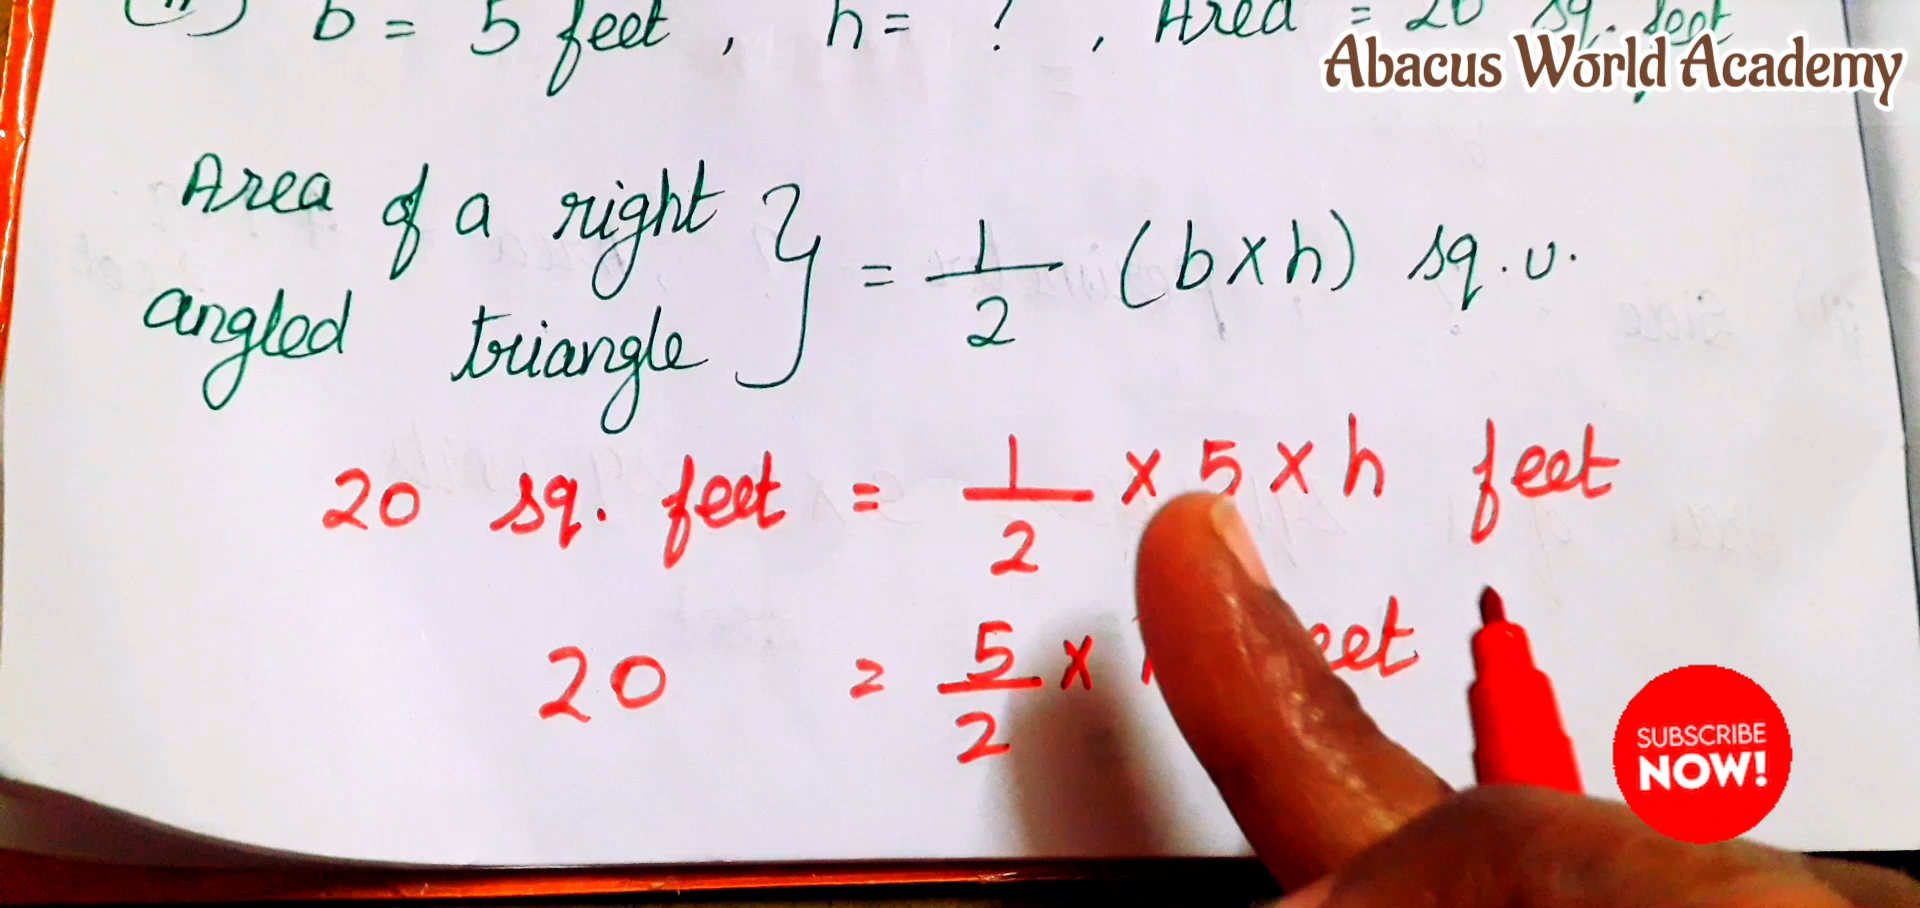 (ii) b = 5 feet, h = ?, Area = 20 sq. feet
Abacus World Academy
Area of a right
angled triangle } = 1/2 (b x h) sq. u.
20 sq. feet = 1/2 x 5 x h feet
20 = 5/2 x
SUBSCRIBE
NOW!